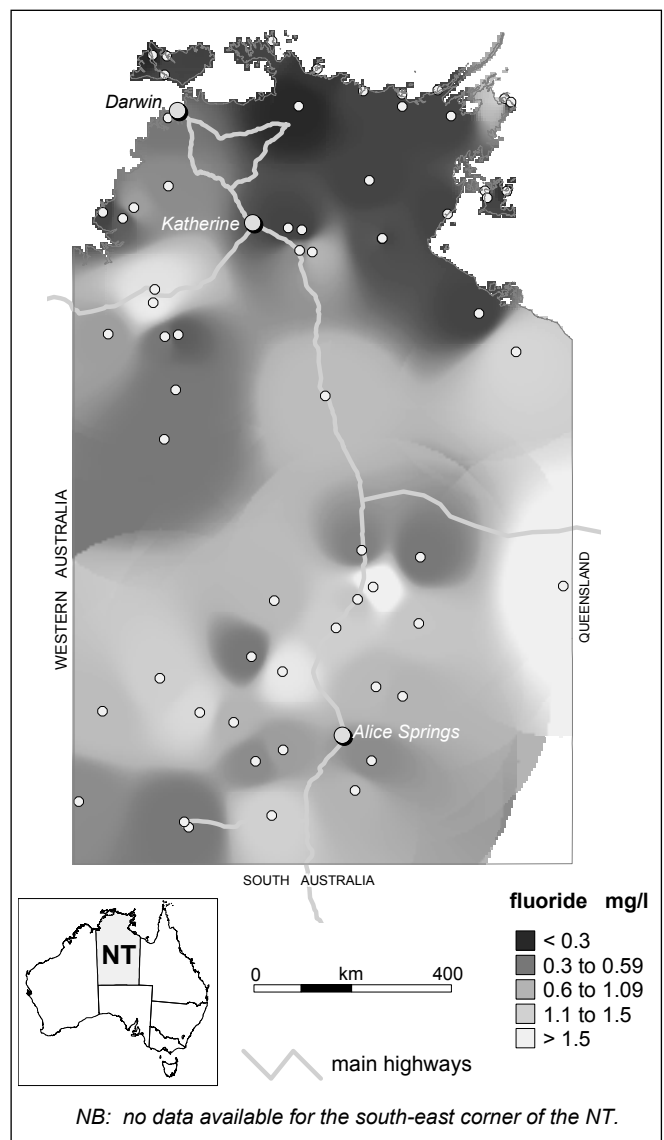 Darwin
Katherine
WESTERN AUSTRALIA
QUEENSLAND
Alice Springs
SOUTH AUSTRALIA
fluoride mg/l
< 0.3
0.3 to 0.59
0.6 to 1.09
1.1 to 1.5
> 1.5
NT
0 km 400
main highways
NB: no data available for the south-east corner of the NT.